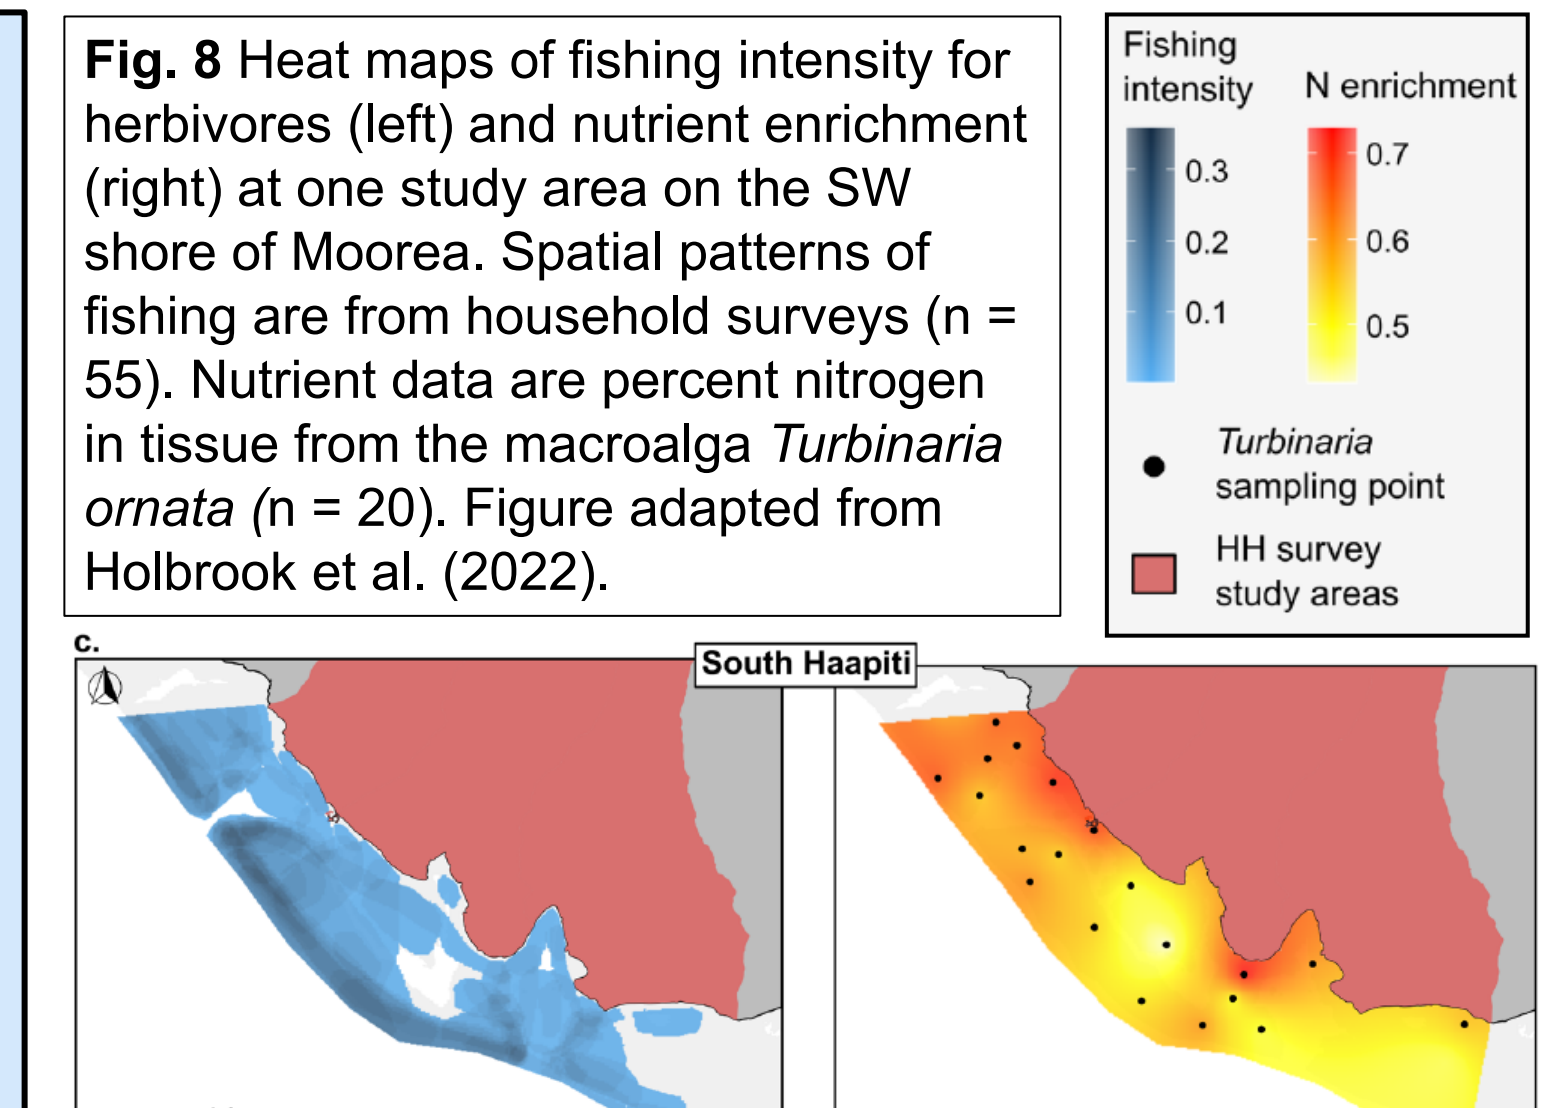 Fig. 8 Heat maps of fishing intensity for
herbivores (left) and nutrient enrichment
(right) at one study area on the SW
shore of Moorea. Spatial patterns of
fishing are from household surveys (n =
55). Nutrient data are percent nitrogen
in tissue from the macroalga Turbinaria
ornata (n = 20). Figure adapted from
Holbrook et al. (2022).
Fishing
intensity
N enrichment
0.3
0.2
0.1
0.7
0.6
0.5
Turbinaria
sampling point
HH survey
study areas
c.
South Haapiti